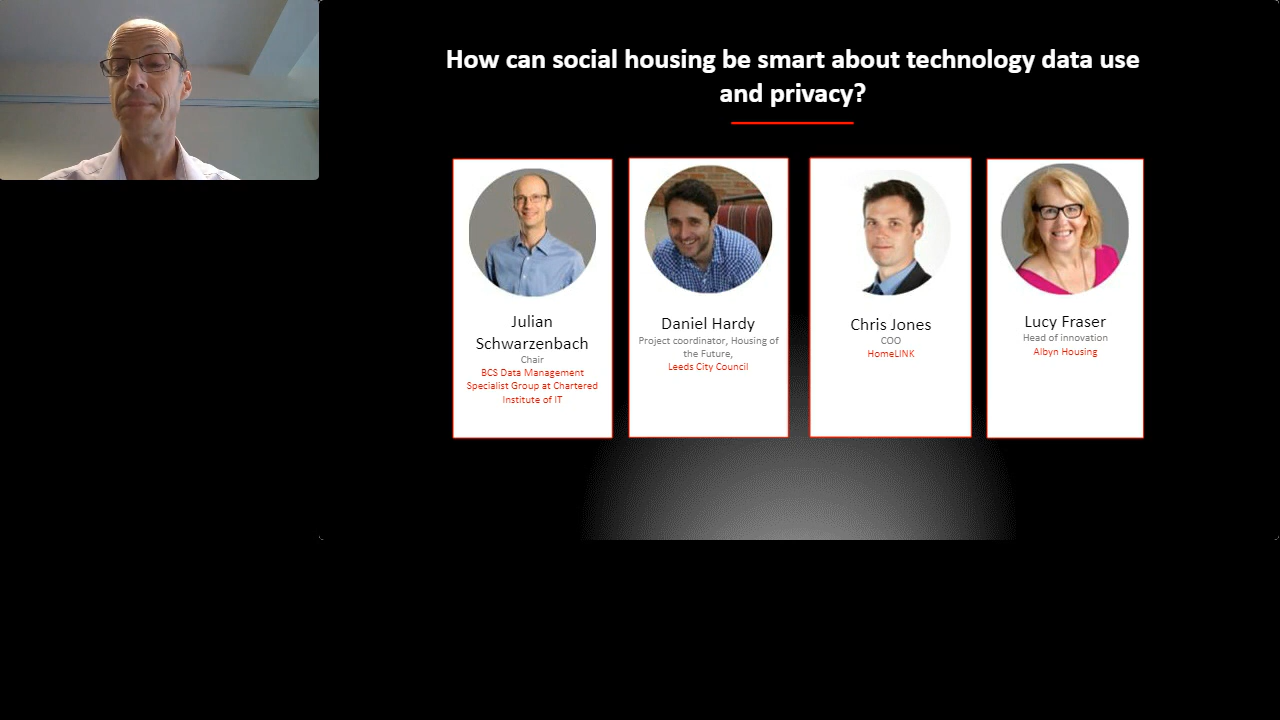 How can social housing be smart about technology data use
and privacy?
Julian
Schwarzenbach
Chair
BCS Data Management
Specialist Group at Chartered
Institute of IT
Daniel Hardy
Project coordinator, Housing of
the Future,
Leeds City Council
Chris Jones
COO
HomeLINK
Lucy Fraser
Head of innovation
Albyn Housing